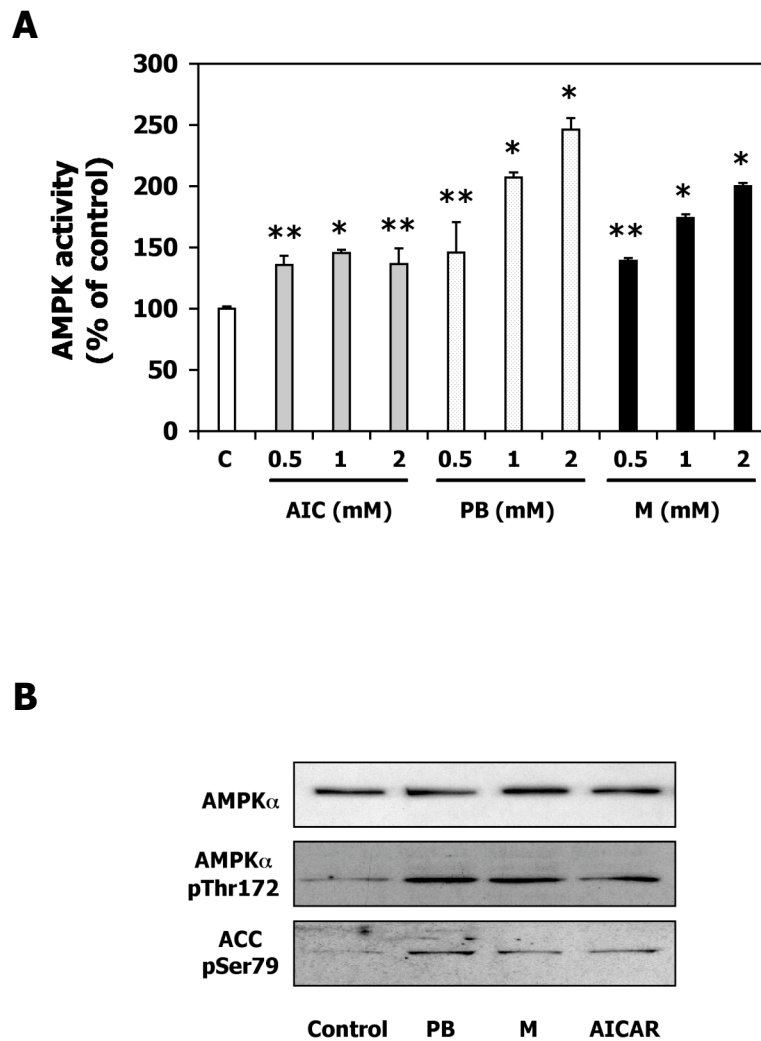 A
AMPK activity
(% of control)
300
250
200
150
100
50
0
**
*
**
**
*
*
**
*
*
C 0.5 1 2 0.5 1 2 0.5 1 2
AIC (mM) PB (mM) M (mM)
B
AMPKα
AMPKα
pThr172
ACC
pSer79
Control PB M AICAR